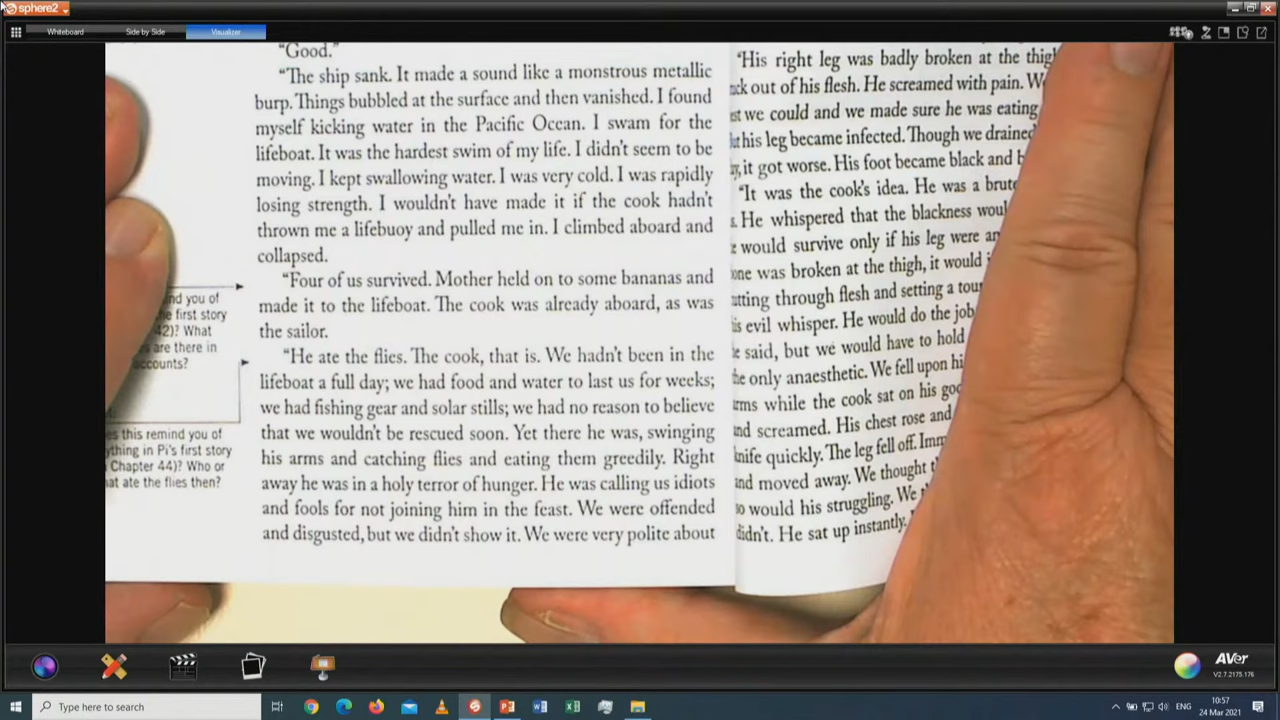 sphere2
Whiteboard
Side by Side
Visualizer
"Good."
"The ship sank. It made a sound like a monstrous metallic
burp. Things bubbled at the surface and then vanished. I found
myself kicking water in the Pacific Ocean. I swam for the
lifeboat. It was the hardest swim of my life. I didn't seem to be
moving. I kept swallowing water. I was very cold. I was rapidly
losing strength. I wouldn't have made it if the cook hadn't
thrown me a lifebuoy and pulled me in. I climbed aboard and
collapsed.
"Four of us survived. Mother held on to some bananas and
made it to the lifeboat. The cook was already aboard, as was
the sailor.
"He ate the flies. The cook, that is. We hadn't been in the
lifeboat a full day; we had food and water to last us for weeks;
we had fishing gear and solar stills; we had no reason to believe
that we wouldn't be rescued soon. Yet there he was, swinging
his arms and catching flies and eating them greedily. Right
away he was in a holy terror of hunger. He was calling us idiots
and fools for not joining him in the feast. We were offended
and disgusted, but we didn't show it. We were very polite about
you of
first story
42)? What
are there in
accounts?
this remind you of
in Pi's first story
Chapter 44)? Who or
ate the flies then?
"His right leg was badly broken at the
out of his flesh. He screamed with pain.
we could and we made sure he was eating
his leg became infected. Though we drained
it got worse. His foot became black and
"It was the cook's idea. He was a
He whispered that the blackness
would survive only if his leg were
was broken at the thigh, it would
through flesh and setting a
evil whisper. He would do the job
said, but we would have to hold
only anaesthetic. We fell upon
while the cook sat on his
and screamed. His chest rose and
knife quickly. The leg fell off.
and moved away. We thought
so would his struggling. We
didn't. He sat up instantly.
AVer
V2.7.2175.176
Type here to search
ENG
10:57
24 Mar 2021